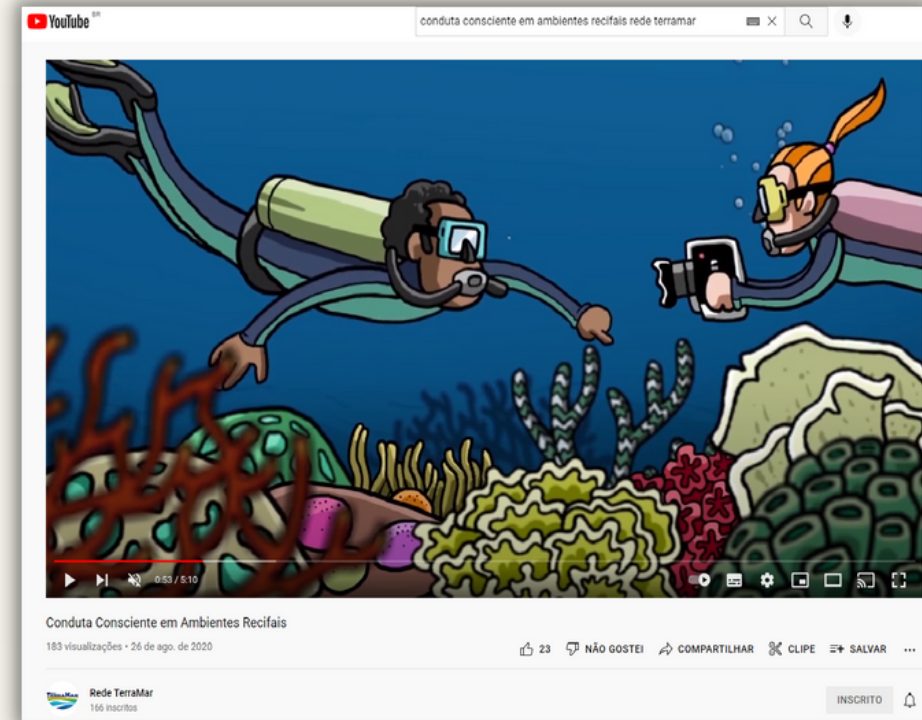 YouTube BR
conduta consciente em ambientes recifais rede terramar
0:53 / 5:10
Conduta Consciente em Ambientes Recifais
183 visualizações • 26 de ago. de 2020
23 NÃO GOSTEI COMPARTILHAR CLIPE SALVAR
TerraMar
Rede TerraMar
166 inscritos
INSCRITO